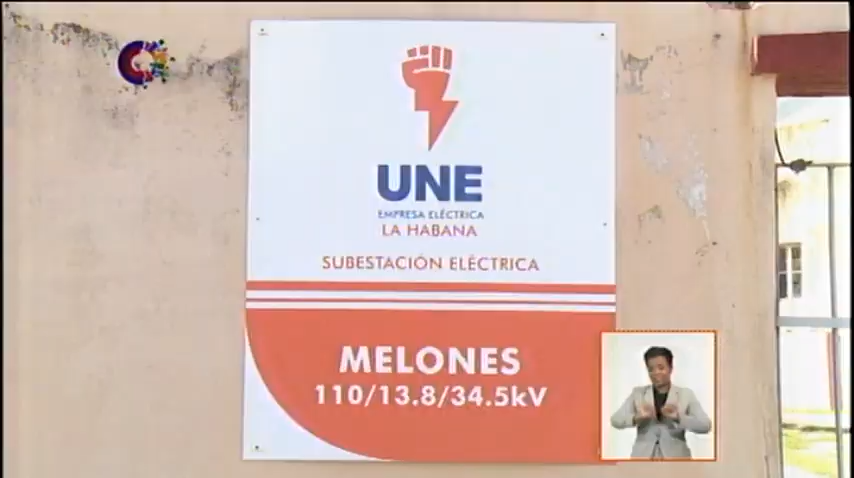 UNE
EMPRESA ELÉCTRICA
LA HABANA
SUBESTACIÓN ELÉCTRICA
MELONES
110/13.8/34.5kV